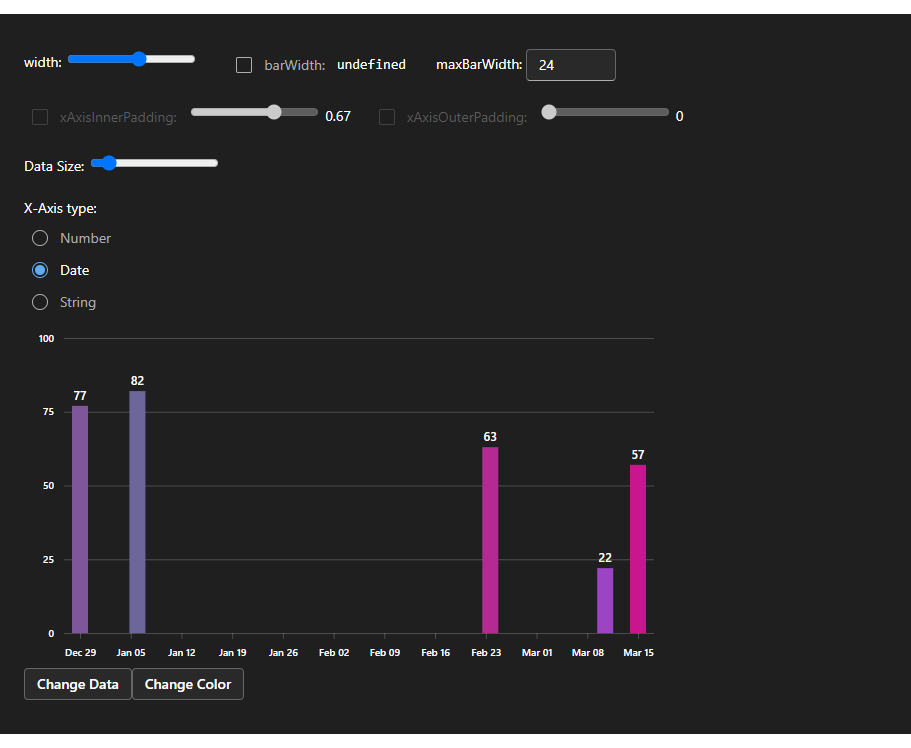 width: barWidth: undefined maxBarWidth: 24
xAxisInnerPadding: 0.67 xAxisOuterPadding: 0
Data Size:
X-Axis type:
Number
Date
String
100
82
77
75
63
57
50
25
22
0
Dec 29 Jan 05 Jan 12 Jan 19 Jan 26 Feb 02 Feb 09 Feb 16 Feb 23 Mar 01 Mar 08 Mar 15
Change Data Change Color